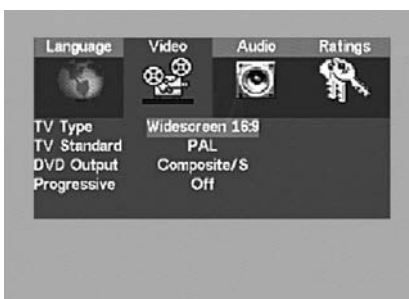 Language Video Audio Ratings
TV Type Widescreen 16:9
TV Standard PAL
DVD Output Composite/S
Progressive Off